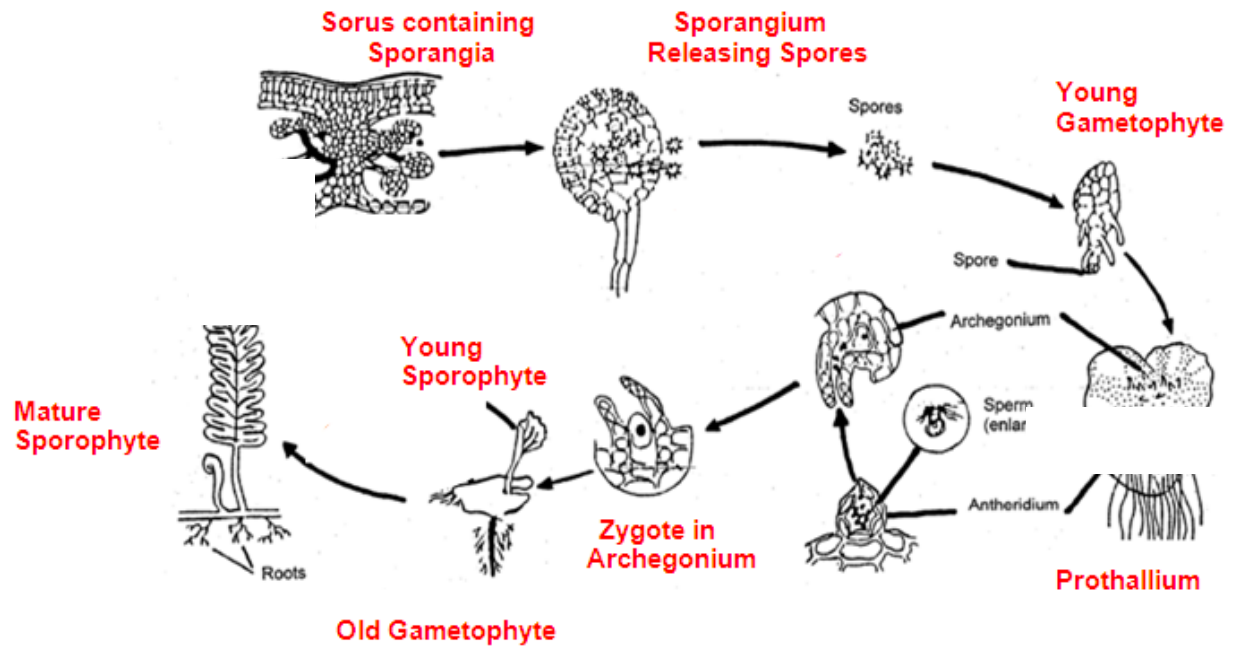 Sorus containing
Sporangia
Sporangium
Releasing Spores
Spores
Young
Gametophyte
Spore
Archegonium
Young
Sporophyte
Mature
Sporophyte
Sperm
Antheridium
Zygote in
Archegonium
Roots
Prothallium
Old Gametophyte